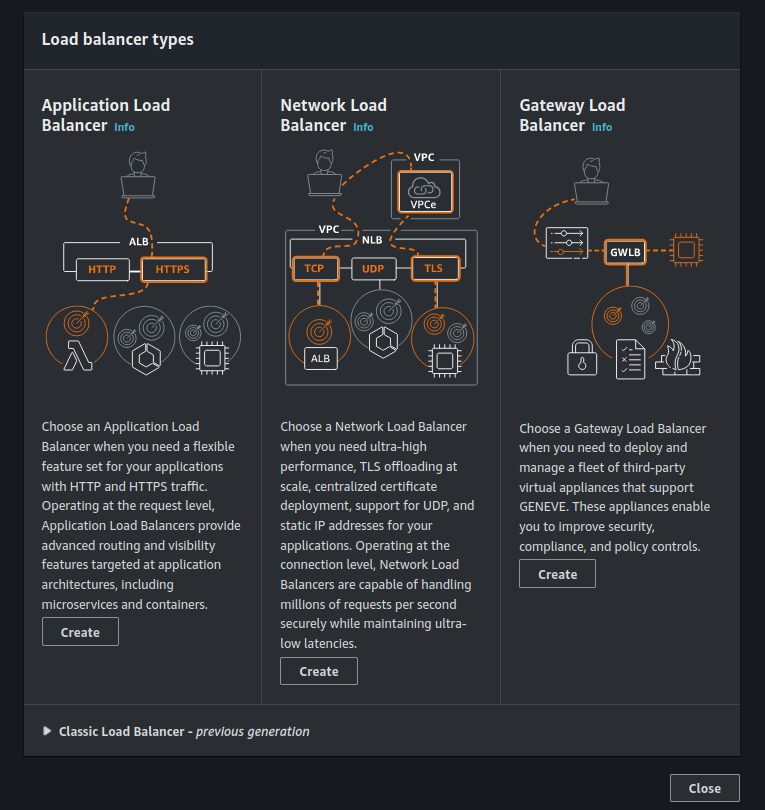 Load balancer types
Application Load
Balancer Info
ALB
HTTP
HTTPS
Choose an Application Load
Balancer when you need a flexible
feature set for your applications
with HTTP and HTTPS traffic.
Operating at the request level,
Application Load Balancers provide
advanced routing and visibility
features targeted at application
architectures, including
microservices and containers.
Create
Network Load
Balancer Info
VPC
VPCe
VPC
NLB
TCP
UDP
TLS
ALB
Choose a Network Load Balancer
when you need ultra-high
performance, TLS offloading at
scale, centralized certificate
deployment, support for UDP, and
static IP addresses for your
applications. Operating at the
connection level, Network Load
Balancers are capable of handling
millions of requests per second
securely while maintaining ultra-
low latencies.
Create
Gateway Load
Balancer Info
GWLB
Choose a Gateway Load Balancer
when you need to deploy and
manage a fleet of third-party
virtual appliances that support
GENEVE. These appliances enable
you to improve security,
compliance, and policy controls.
Create
Classic Load Balancer - previous generation
Close